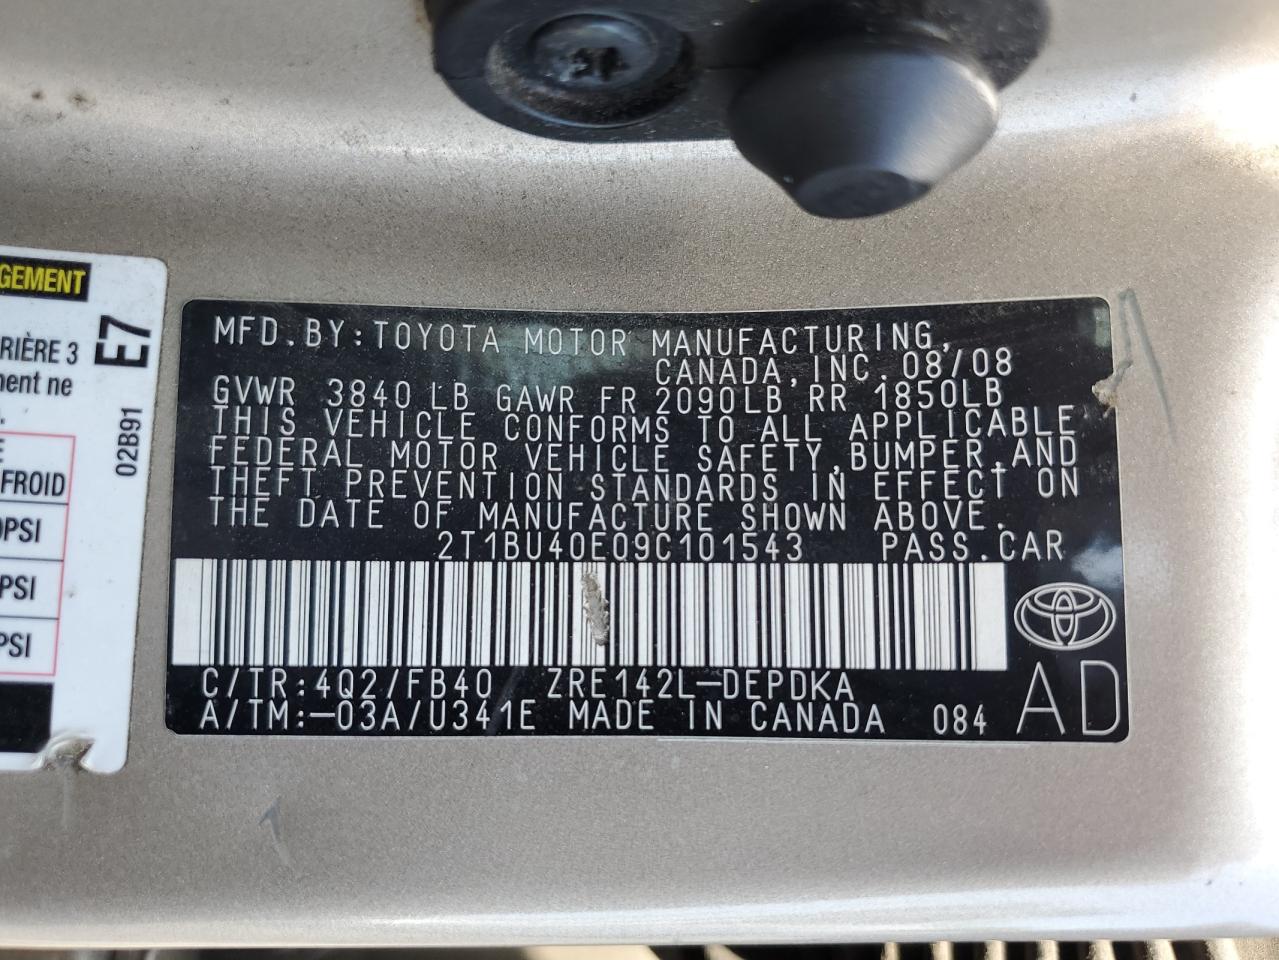 GEMENT
RIÈRE 3
ment ne
E7
02B91
FROID
PSI
PSI
PSI
MFD.BY:TOYOTA MOTOR MANUFACTURING,
CANADA,INC.08/08
GVWR 3840 LB GAWR FR 2090LB RR 1850LB
THIS VEHICLE CONFORMS TO ALL APPLICABLE
FEDERAL MOTOR VEHICLE SAFETY,BUMPER,AND
THEFT PREVENTION STANDARDS IN EFFECT ON
THE DATE OF MANUFACTURE SHOWN ABOVE.
2T1BU40E09C101543 PASS.CAR
C/TR:4Q2/FB40 ZRE142L-DEPDKA
A/TM:-03A/U341E MADE IN CANADA 084
AD